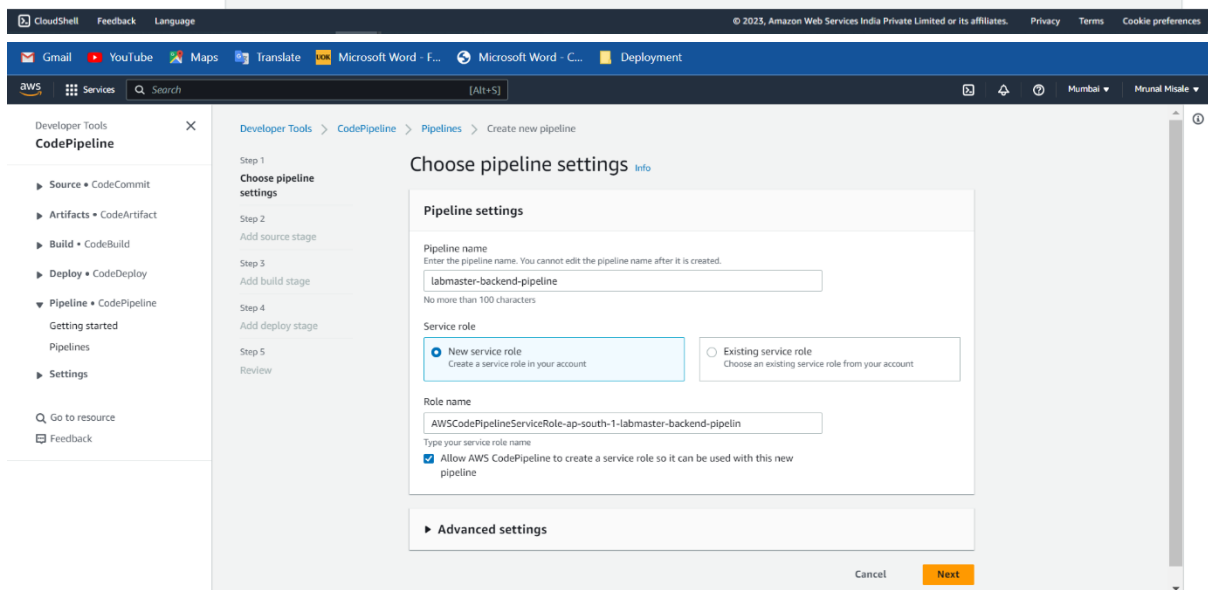 CloudShell Feedback Language © 2023, Amazon Web Services India Private Limited or its affiliates. Privacy Terms Cookie preferences
Gmail YouTube Maps Translate UOK Microsoft Word - F... Microsoft Word - C... Deployment
aws Services Search [Alt+S] Mumbai Mrunal Misale
Developer Tools
CodePipeline
Source • CodeCommit
Artifacts • CodeArtifact
Build • CodeBuild
Deploy • CodeDeploy
Pipeline • CodePipeline
Getting started
Pipelines
Settings
Go to resource
Feedback
Developer Tools > CodePipeline > Pipelines > Create new pipeline
Step 1
Choose pipeline
settings
Step 2
Add source stage
Step 3
Add build stage
Step 4
Add deploy stage
Step 5
Review
Choose pipeline settings Info
Pipeline settings
Pipeline name
Enter the pipeline name. You cannot edit the pipeline name after it is created.
labmaster-backend-pipeline
No more than 100 characters
Service role
New service role
Create a service role in your account
Existing service role
Choose an existing service role from your account
Role name
AWSCodePipelineServiceRole-ap-south-1-labmaster-backend-pipelin
Type your service role name
Allow AWS CodePipeline to create a service role so it can be used with this new
pipeline
Advanced settings
Cancel Next